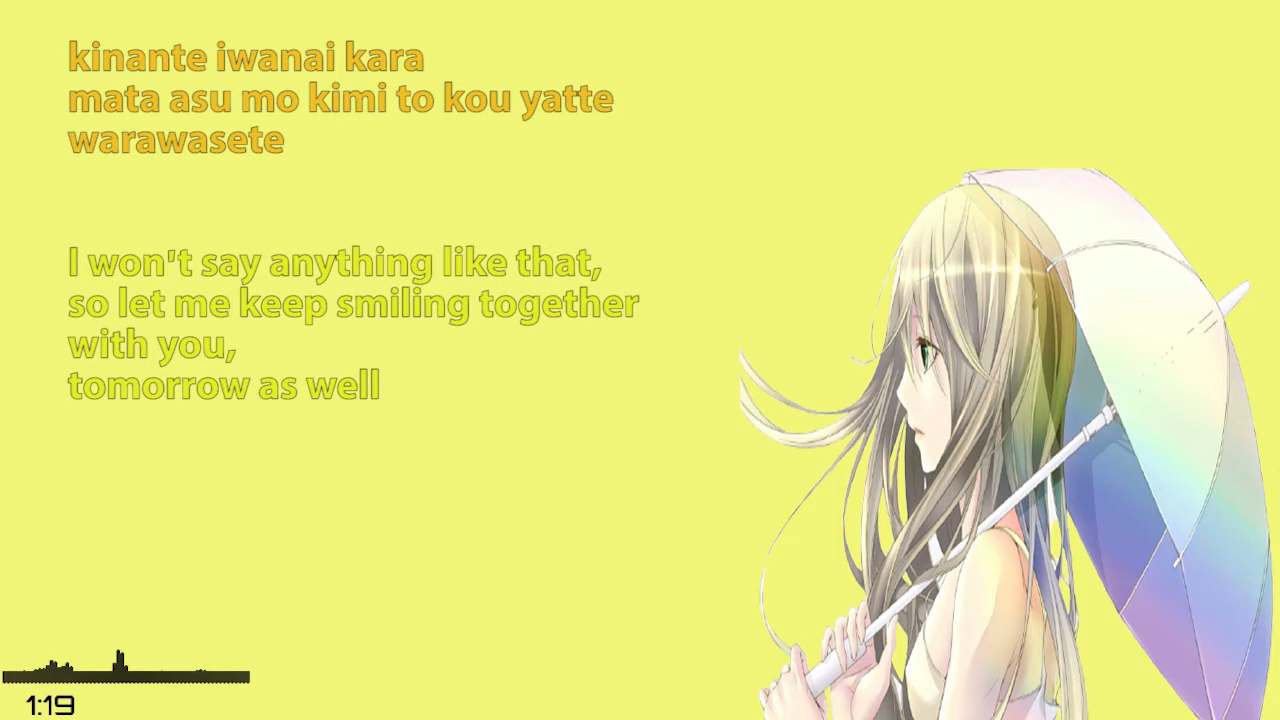 kinante iwanai kara
mata asu mo kimi to kou yatte
warawasete
I won't say anything like that,
so let me keep smiling together
with you,
tomorrow as well
1:19